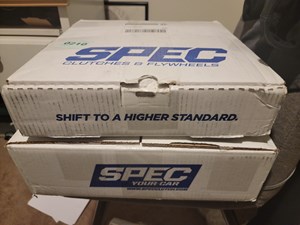 SPEC
CLUTCHES & FLYWHEELS
SHIFT TO A HIGHER STANDARD.
SPEC
YOUR CAR